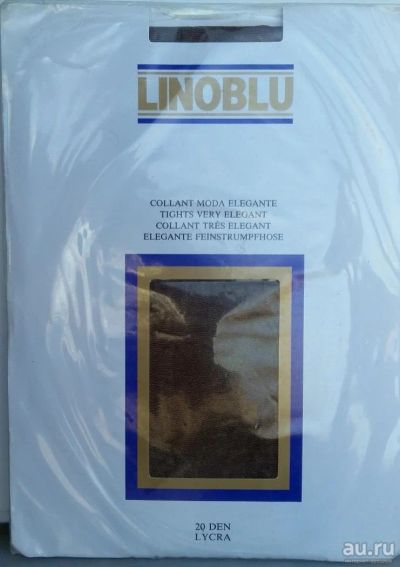 LINOBLU
COLLANT MODA ELEGANTE
TIGHTS VERY ELEGANT
COLLANT TRÈS ELEGANT
ELEGANTE FEINSTRUMPFHOSE
20 DEN
LYCRA
au.ru